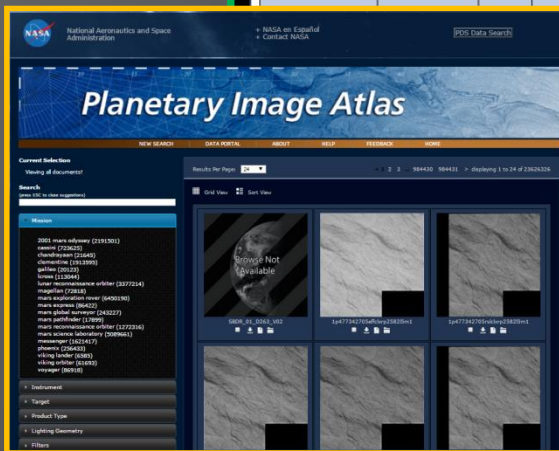 NASA
National Aeronautics and Space
Administration
+ NASA en Español
+ Contact NASA
PDS Data Search
Planetary Image Atlas
NEW SEARCH DATA PORTAL ABOUT HELP FEEDBACK HOME
Current Selection
Viewing all documents!
Search
(press ESC to close suggestions)
Results Per Page: 24
< 1 2 3 ... 984430 984431 > displaying 1 to 24 of 23626326
Grid View Sort View
Mission
2001 mars odyssey (2191501)
cassini (723625)
chandrayaan (21645)
clementine (1913995)
galileo (20123)
lcross (113044)
lunar reconnaissance orbiter (3377214)
magellan (72818)
mars exploration rover (6450190)
mars express (86422)
mars global surveyor (243227)
mars pathfinder (17899)
mars reconnaissance orbiter (1272316)
mars science laboratory (5089661)
messenger (1621417)
phoenix (256433)
viking lander (6585)
viking orbiter (61693)
voyager (86918)
Instrument
Target
Product Type
Lighting Geometry
Filters
Browse Not
Available